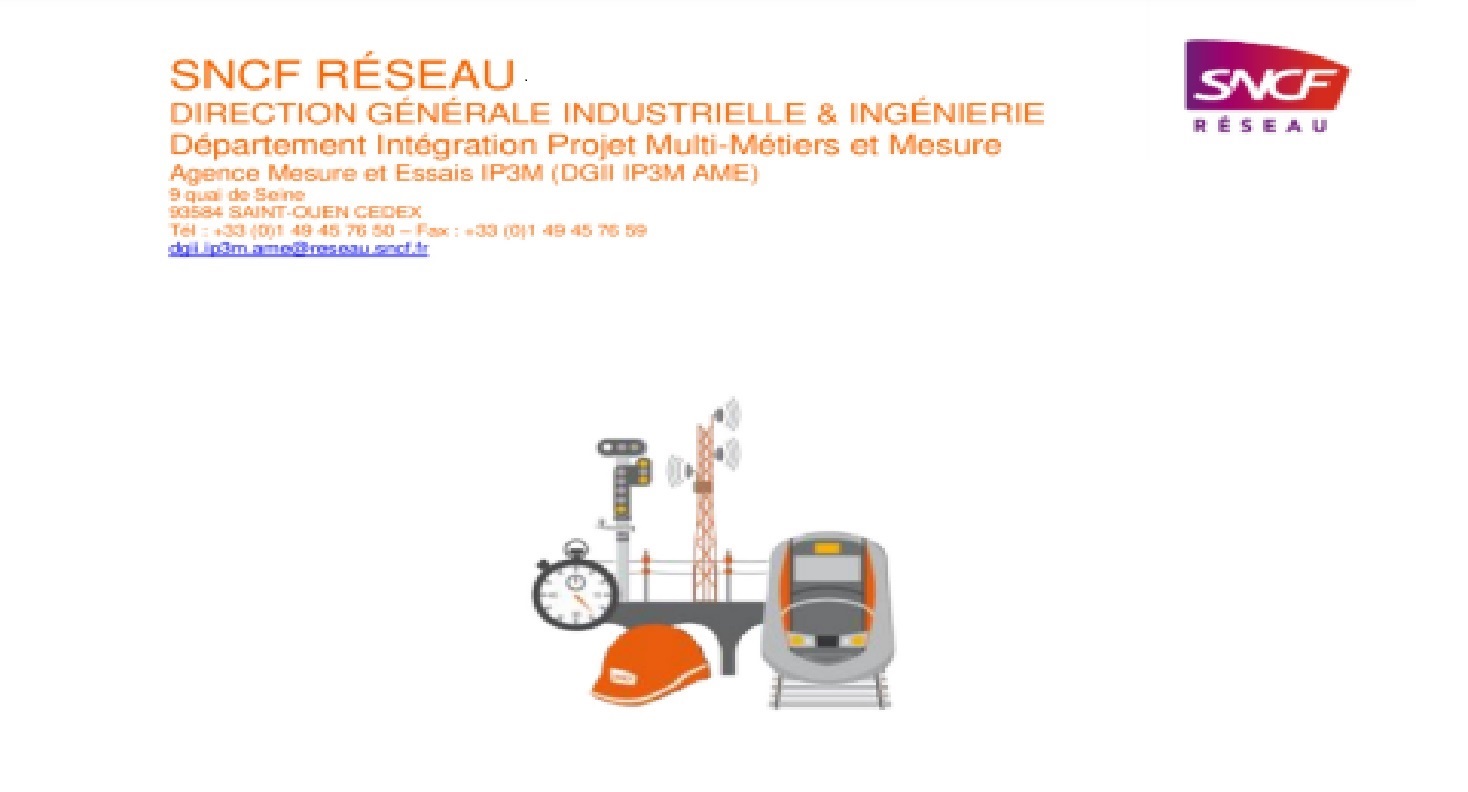 SNCF RÉSEAU .
DIRECTION GÉNÉRALE INDUSTRIELLE & INGÉNIERIE
Département Intégration Projet Multi-Métiers et Mesure
Agence Mesure et Essais IP3M (DGII IP3M AME)
9 quai de Seine
93584 SAINT-OUEN CEDEX
Tél : +33 (0)1 49 45 76 50 – Fax : +33 (0)1 49 45 76 59
dgii.ip3m.ame@reseau.sncf.fr
SNCF
RÉSEAU